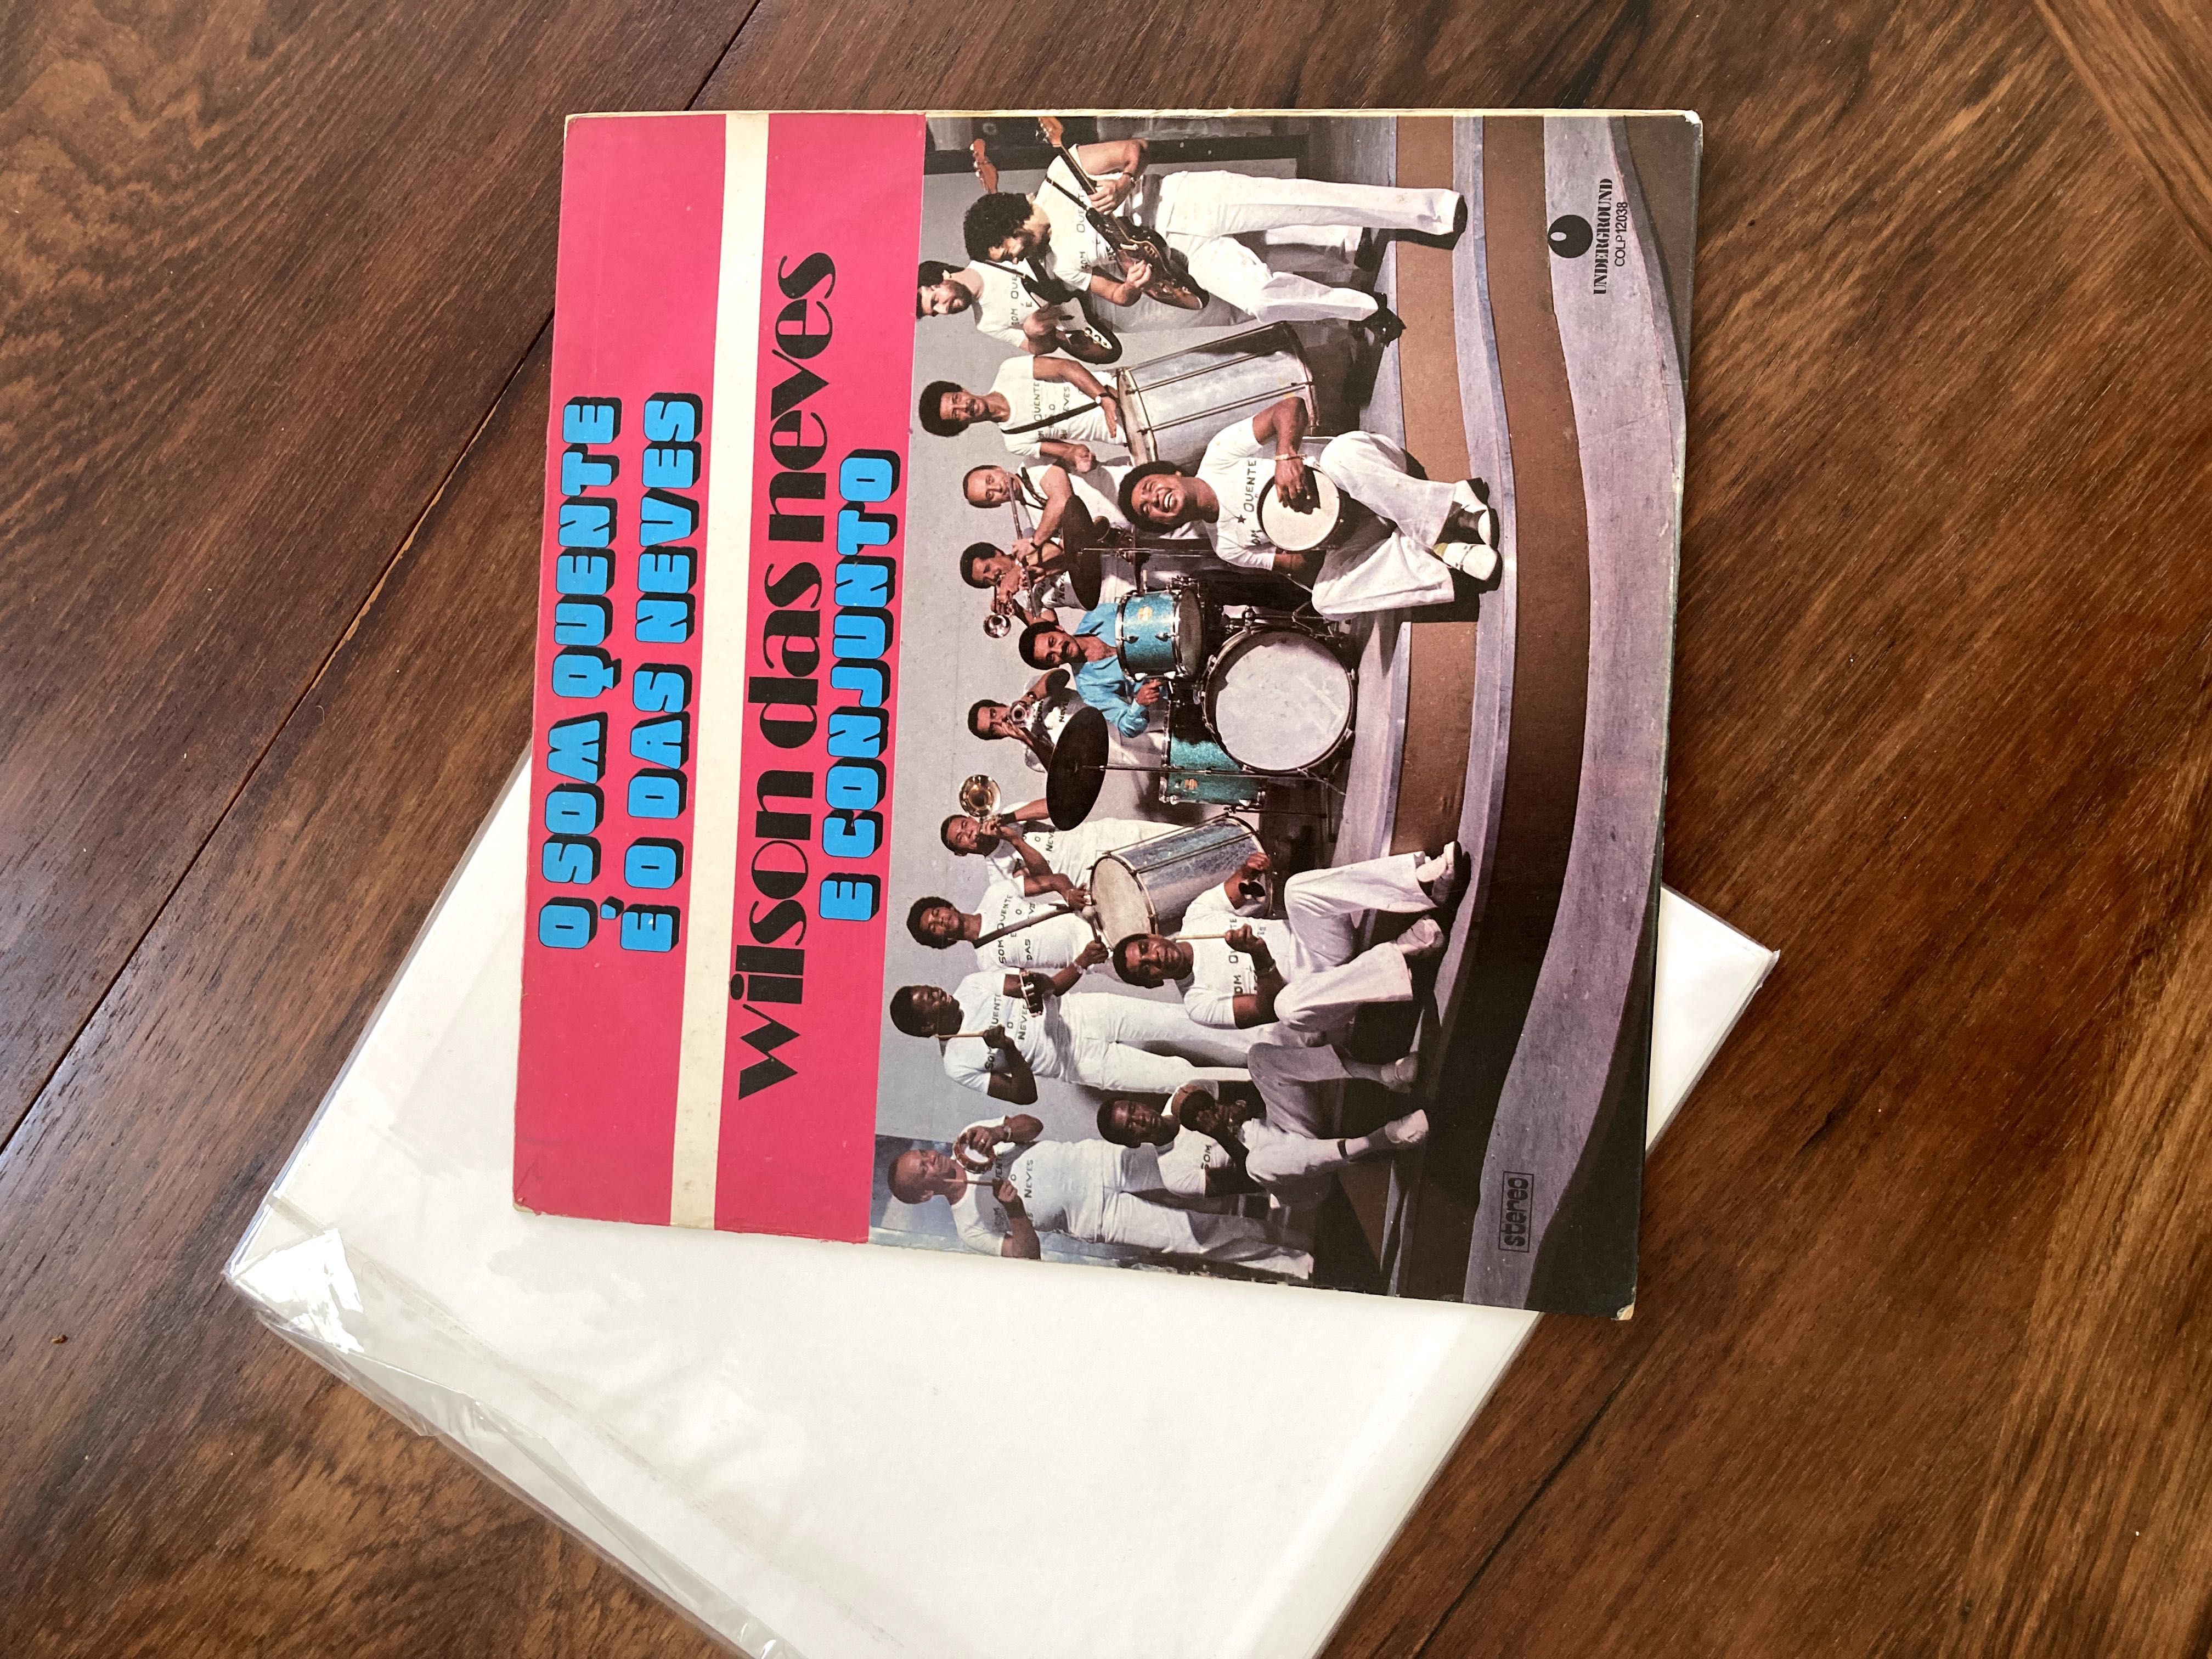 O SOM QUENTE
É O DAS NEVES
wilson das neves
E CONJUNTO
stereo
UNDERGROUND
COLP 12038